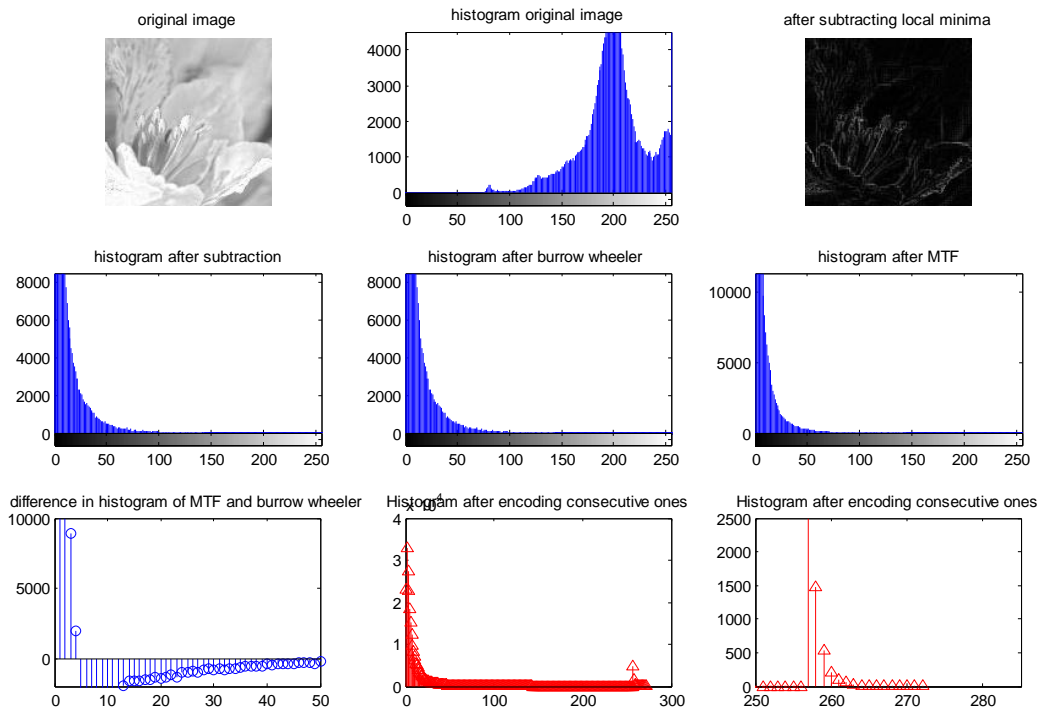 original image
histogram original image
after subtracting local minima
4000
3000
2000
1000
0
0 50 100 150 200 250
histogram after subtraction
histogram after burrow wheeler
histogram after MTF
8000
6000
4000
2000
0
0 50 100 150 200 250
8000
6000
4000
2000
0
0 50 100 150 200 250
10000
5000
0
0 50 100 150 200 250
difference in histogram of MTF and burrow wheeler
Histogram after encoding consecutive ones
Histogram after encoding consecutive ones
10000
5000
0
0 10 20 30 40 50
x 10^4
4
3
2
1
0
0 100 200 300
2500
2000
1500
1000
500
0
250 260 270 280